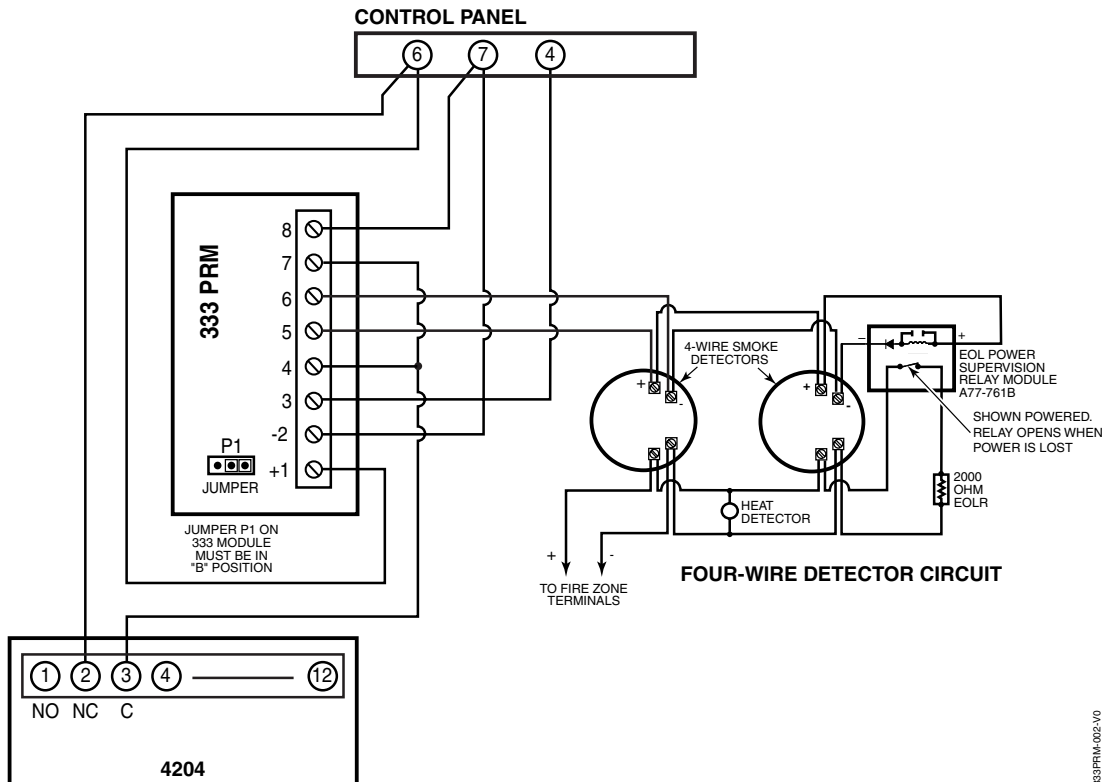 CONTROL PANEL
6 7 4
333 PRM
8
7
6
5
4
3
-2
+1
P1
JUMPER
JUMPER P1 ON
333 MODULE
MUST BE IN
"B" POSITION
4-WIRE SMOKE
DETECTORS
+
-
+
-
-
+
EOL POWER
SUPERVISION
RELAY MODULE
A77-761B
SHOWN POWERED.
RELAY OPENS WHEN
POWER IS LOST
2000
OHM
EOLR
HEAT
DETECTOR
+ -
TO FIRE ZONE
TERMINALS
FOUR-WIRE DETECTOR CIRCUIT
1 2 3 4 12
NO NC C
4204
333PRM-002-V0